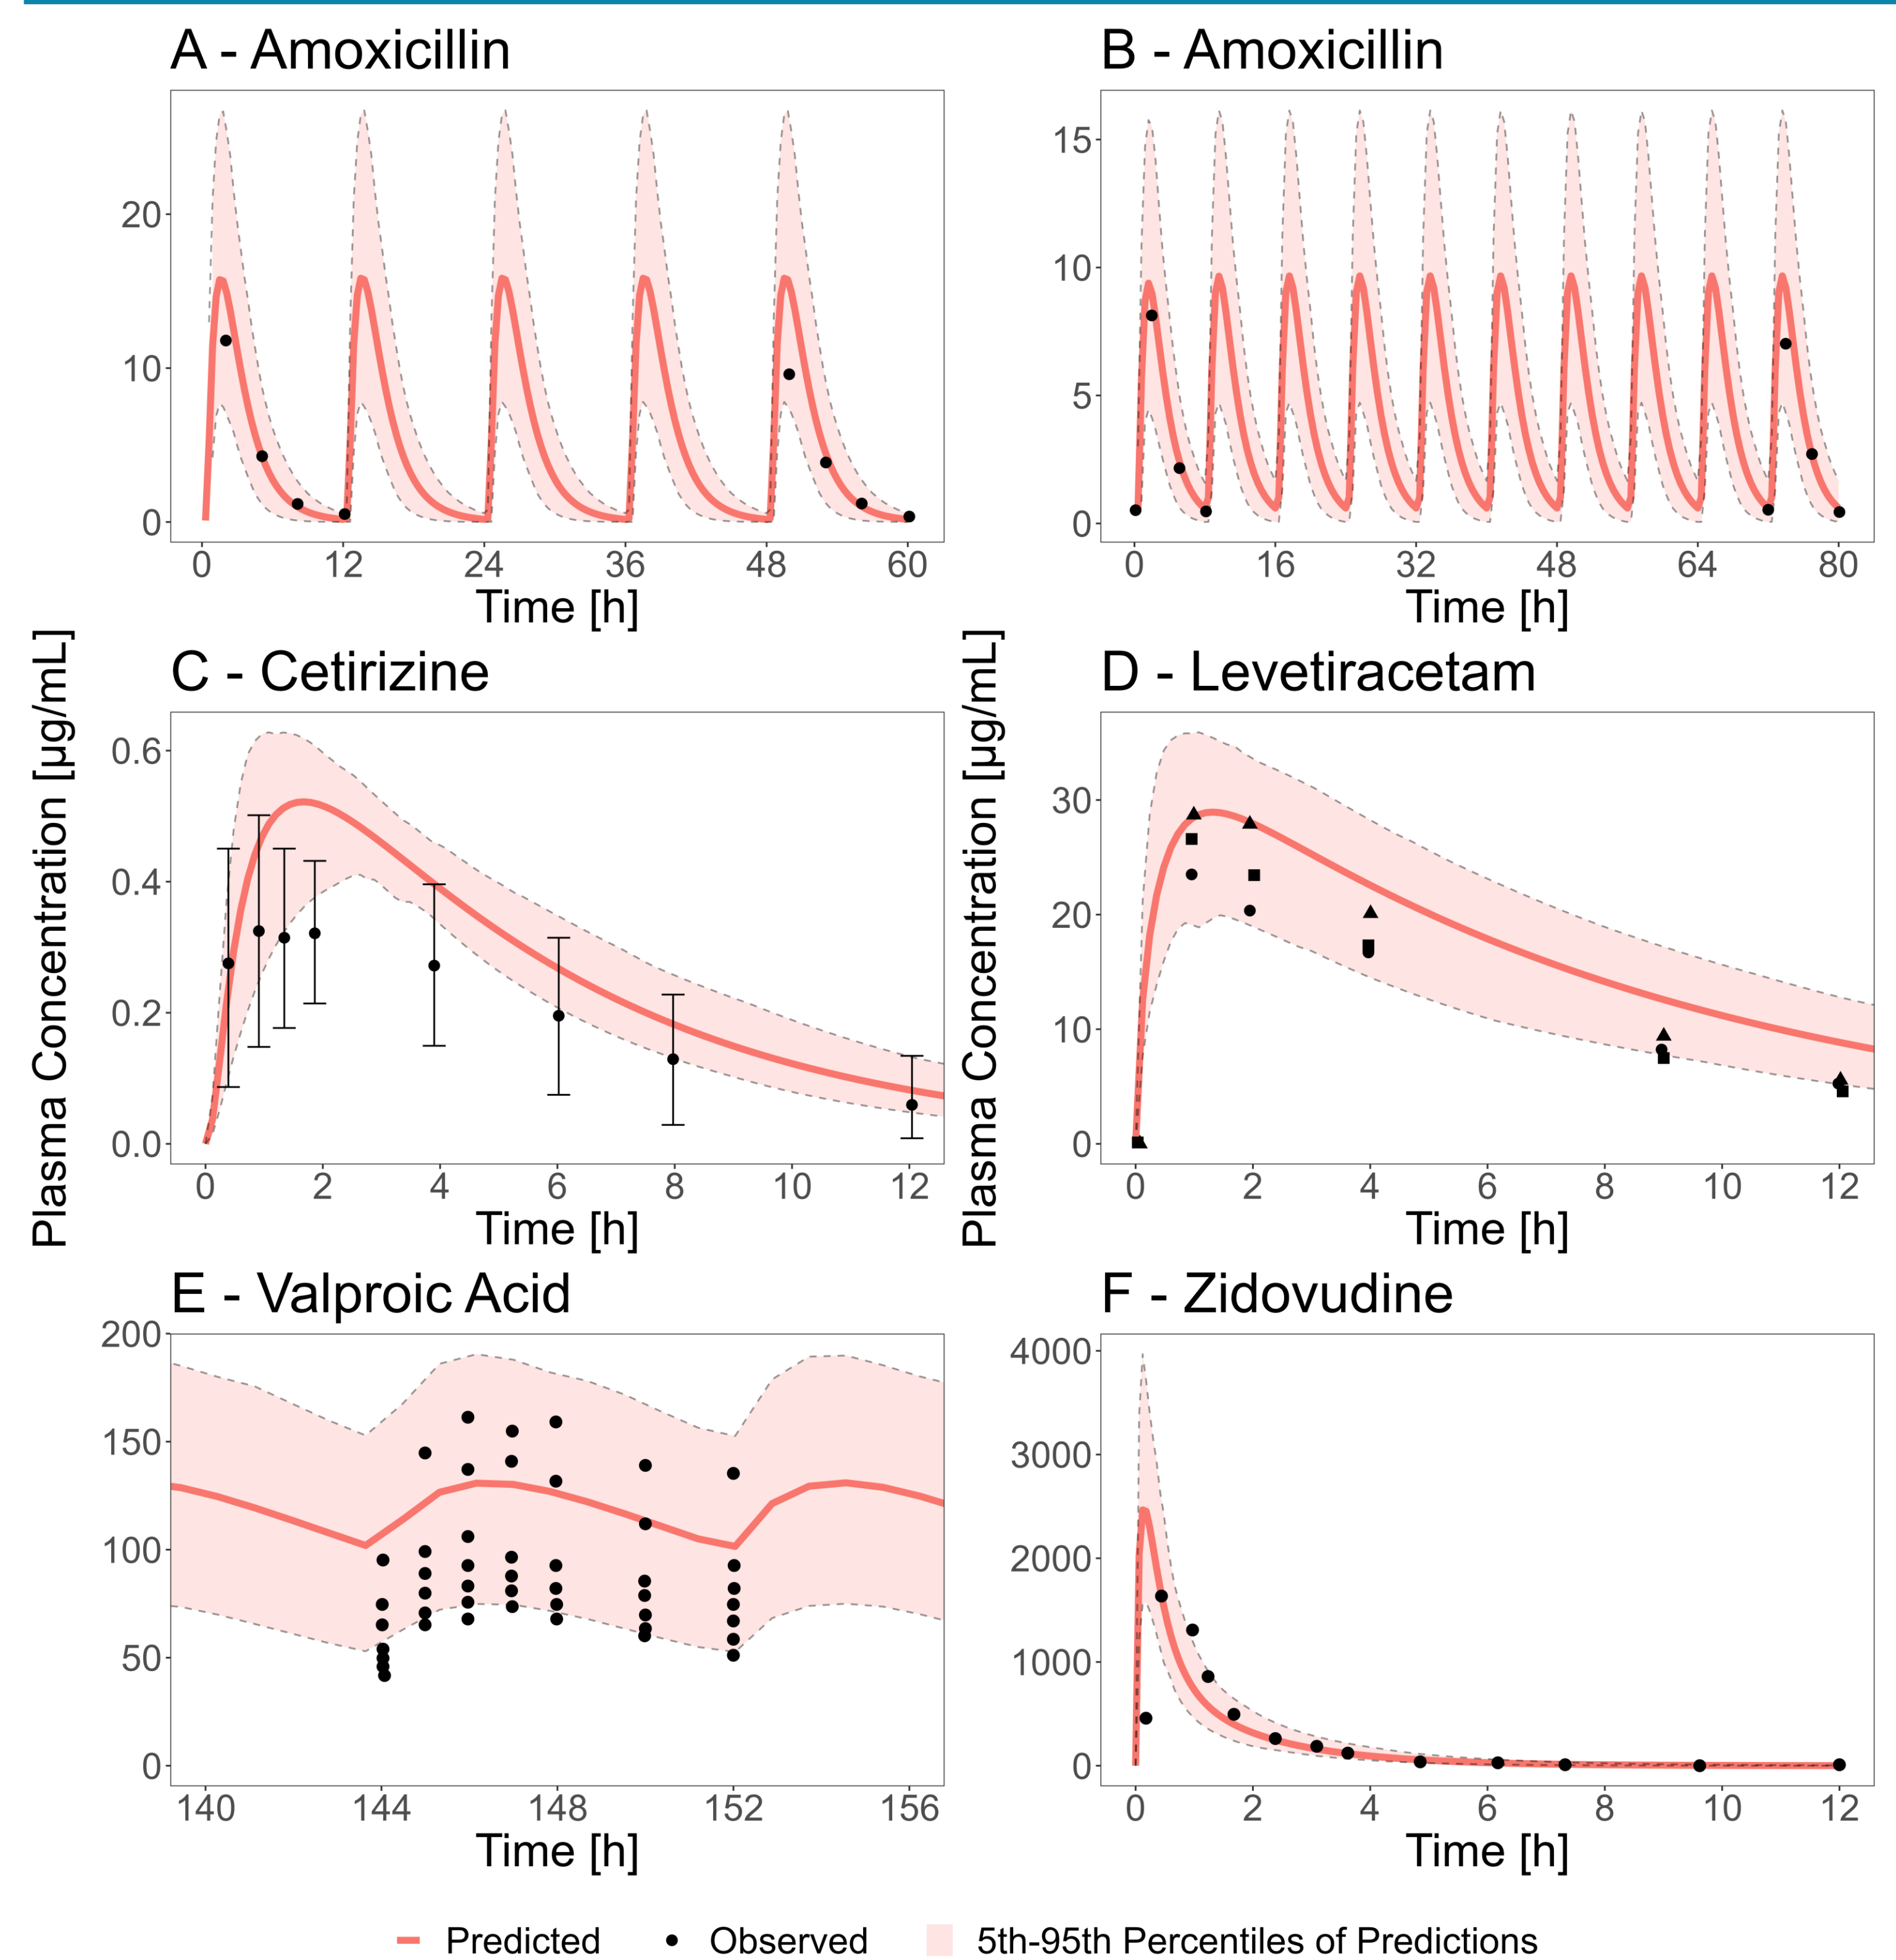 A - Amoxicillin
B - Amoxicillin
20
10
0
0 12 24 36 48 60
Time [h]
15
10
5
0
0 16 32 48 64 80
Time [h]
Plasma Concentration [µg/mL]
C - Cetirizine
0.6
0.4
0.2
0.0
0 2 4 6 8 10 12
Time [h]
Plasma Concentration [µg/mL]
D - Levetiracetam
30
20
10
0
0 2 4 6 8 10 12
Time [h]
E - Valproic Acid
200
150
100
50
0
140 144 148 152 156
Time [h]
F - Zidovudine
4000
3000
2000
1000
0
0 2 4 6 8 10 12
Time [h]
Predicted Observed 5th-95th Percentiles of Predictions